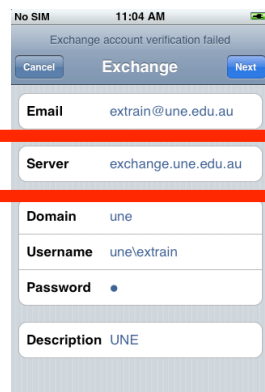 No SIM 11:04 AM
Exchange account verification failed
Cancel Exchange Next
Email extrain@une.edu.au
Server exchange.une.edu.au
Domain une
Username une\extrain
Password ●
Description UNE